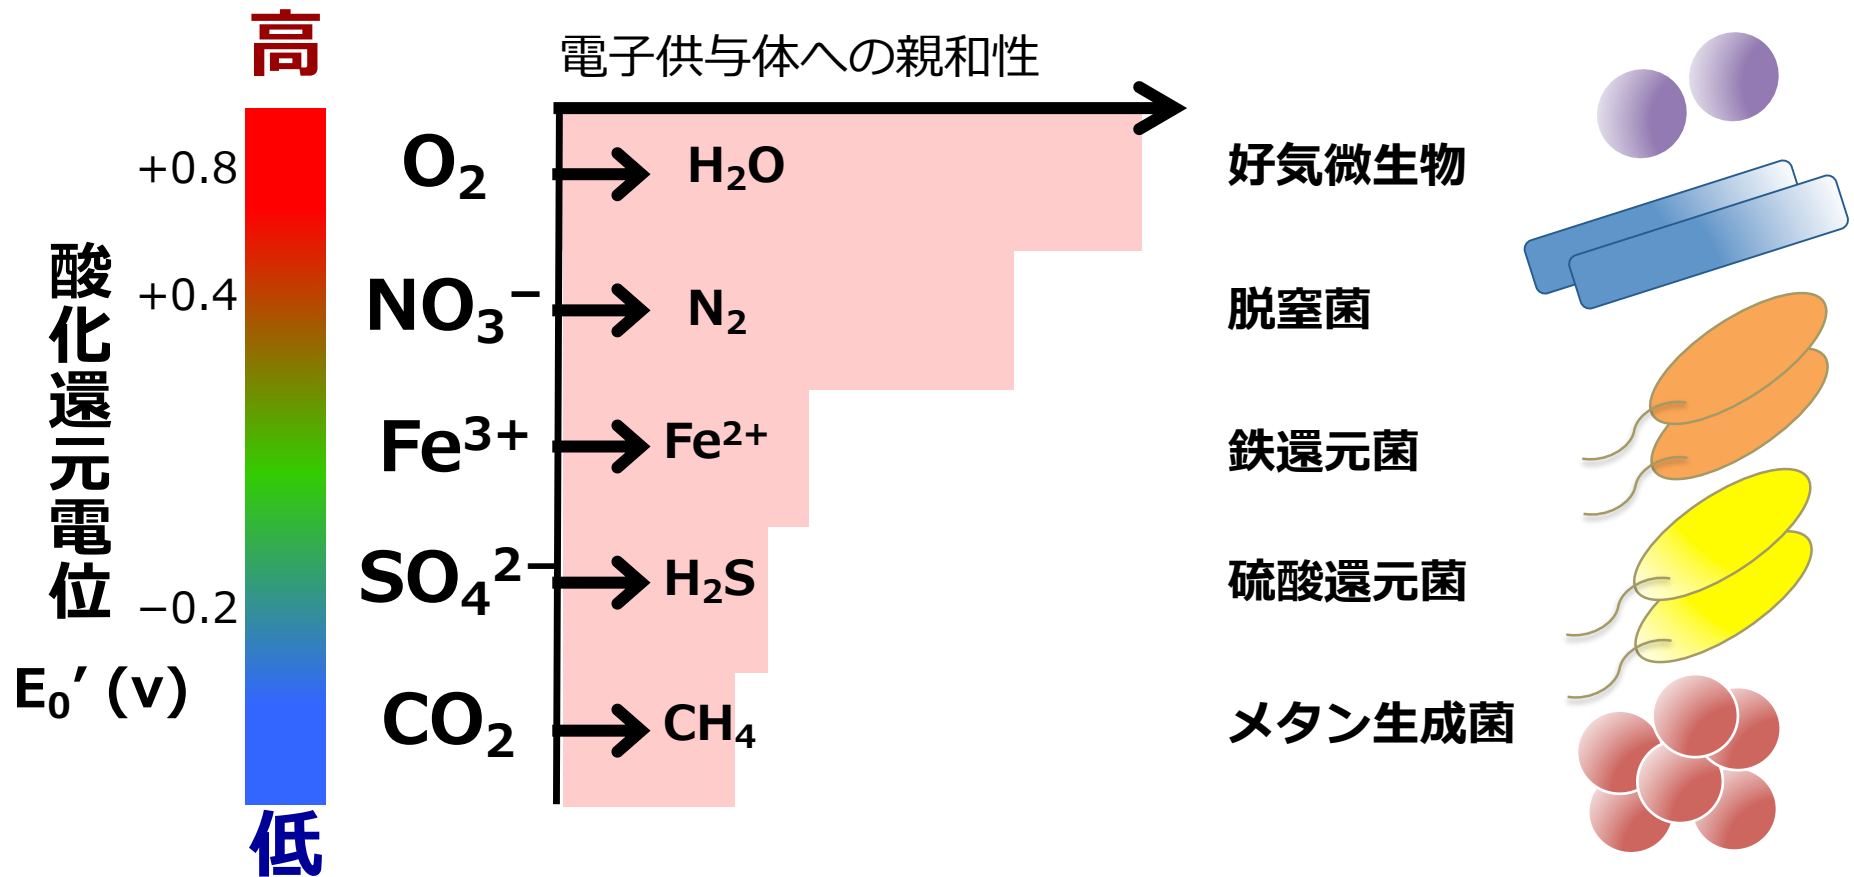 高
電子供与体への親和性
+0.8
O₂
H₂O
好気微生物
酸化還元電位
+0.4
NO₃⁻
N₂
脱窒菌
Fe³⁺
Fe²⁺
鉄還元菌
−0.2
SO₄²⁻
H₂S
硫酸還元菌
E₀′ (v)
CO₂
CH₄
メタン生成菌
低